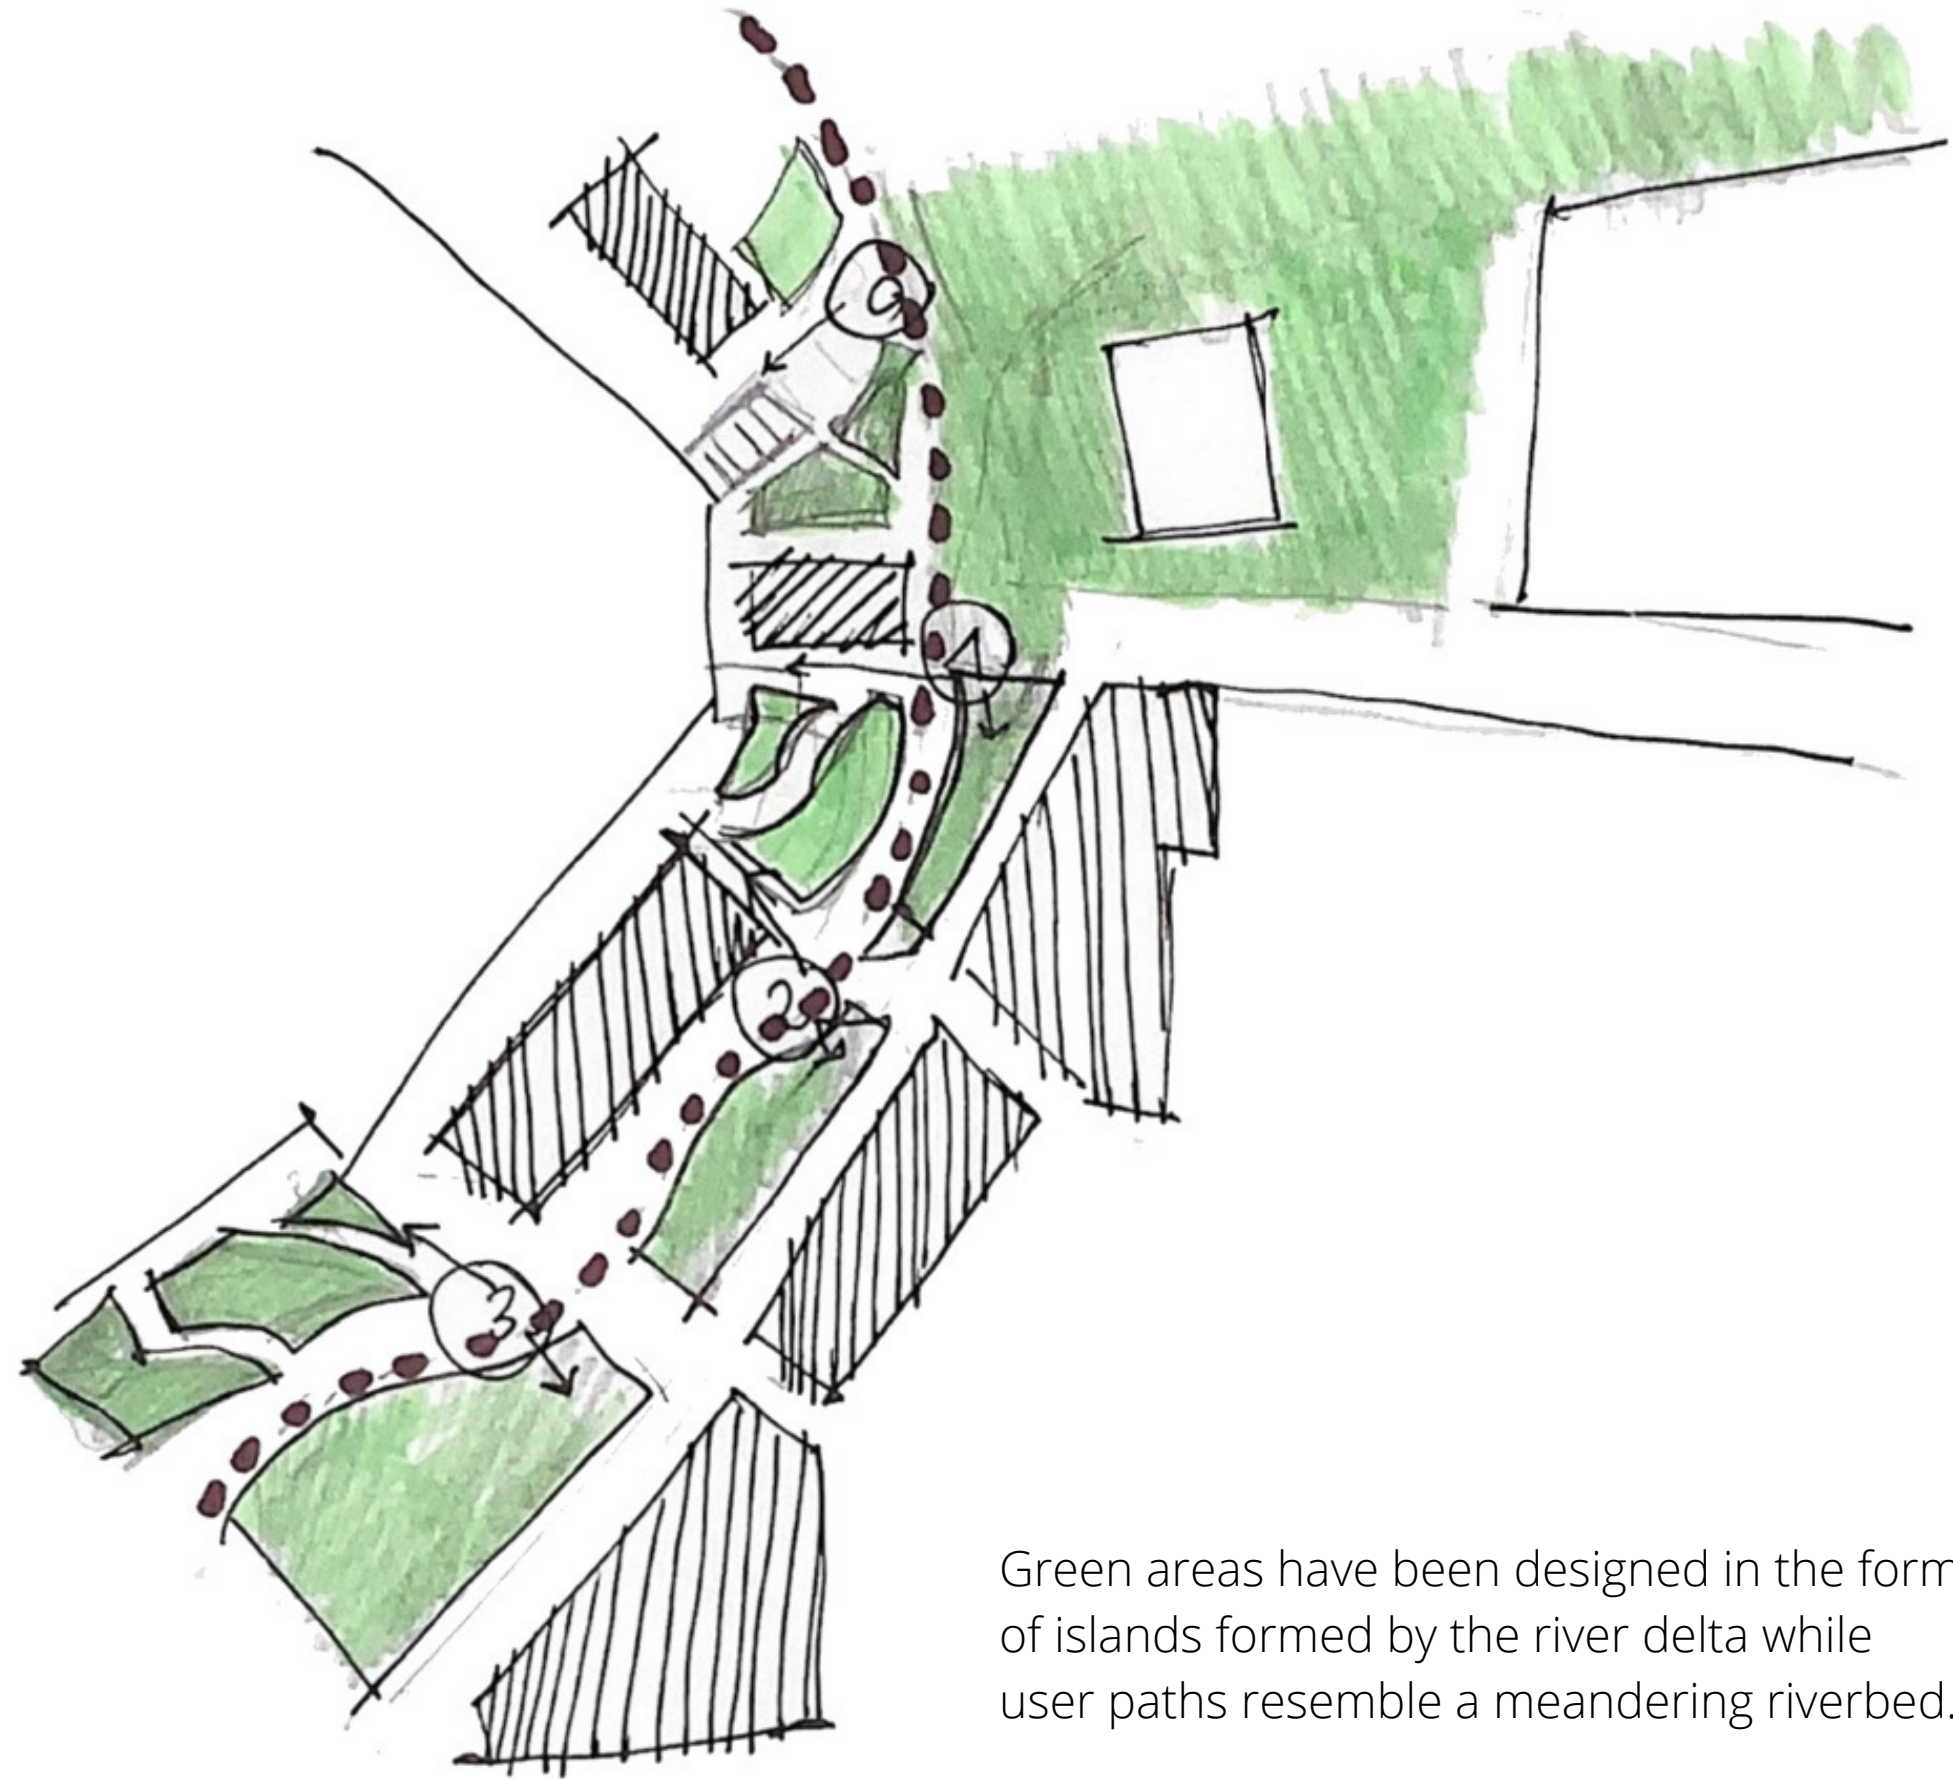 0
1
2
3
Green areas have been designed in the form
of islands formed by the river delta while
user paths resemble a meandering riverbed.